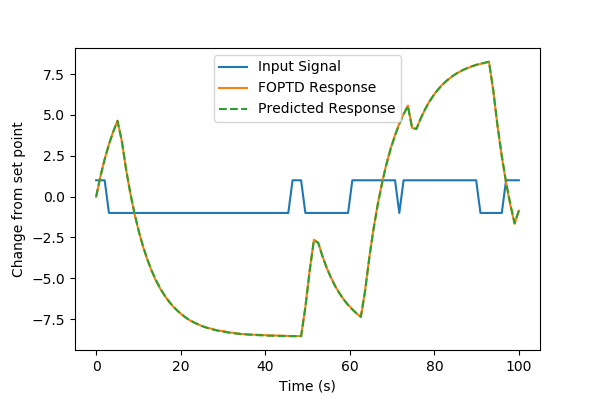 Input Signal
FOPTD Response
Predicted Response
Change from set point
7.5
5.0
2.5
0.0
−2.5
−5.0
−7.5
0 20 40 60 80 100
Time (s)